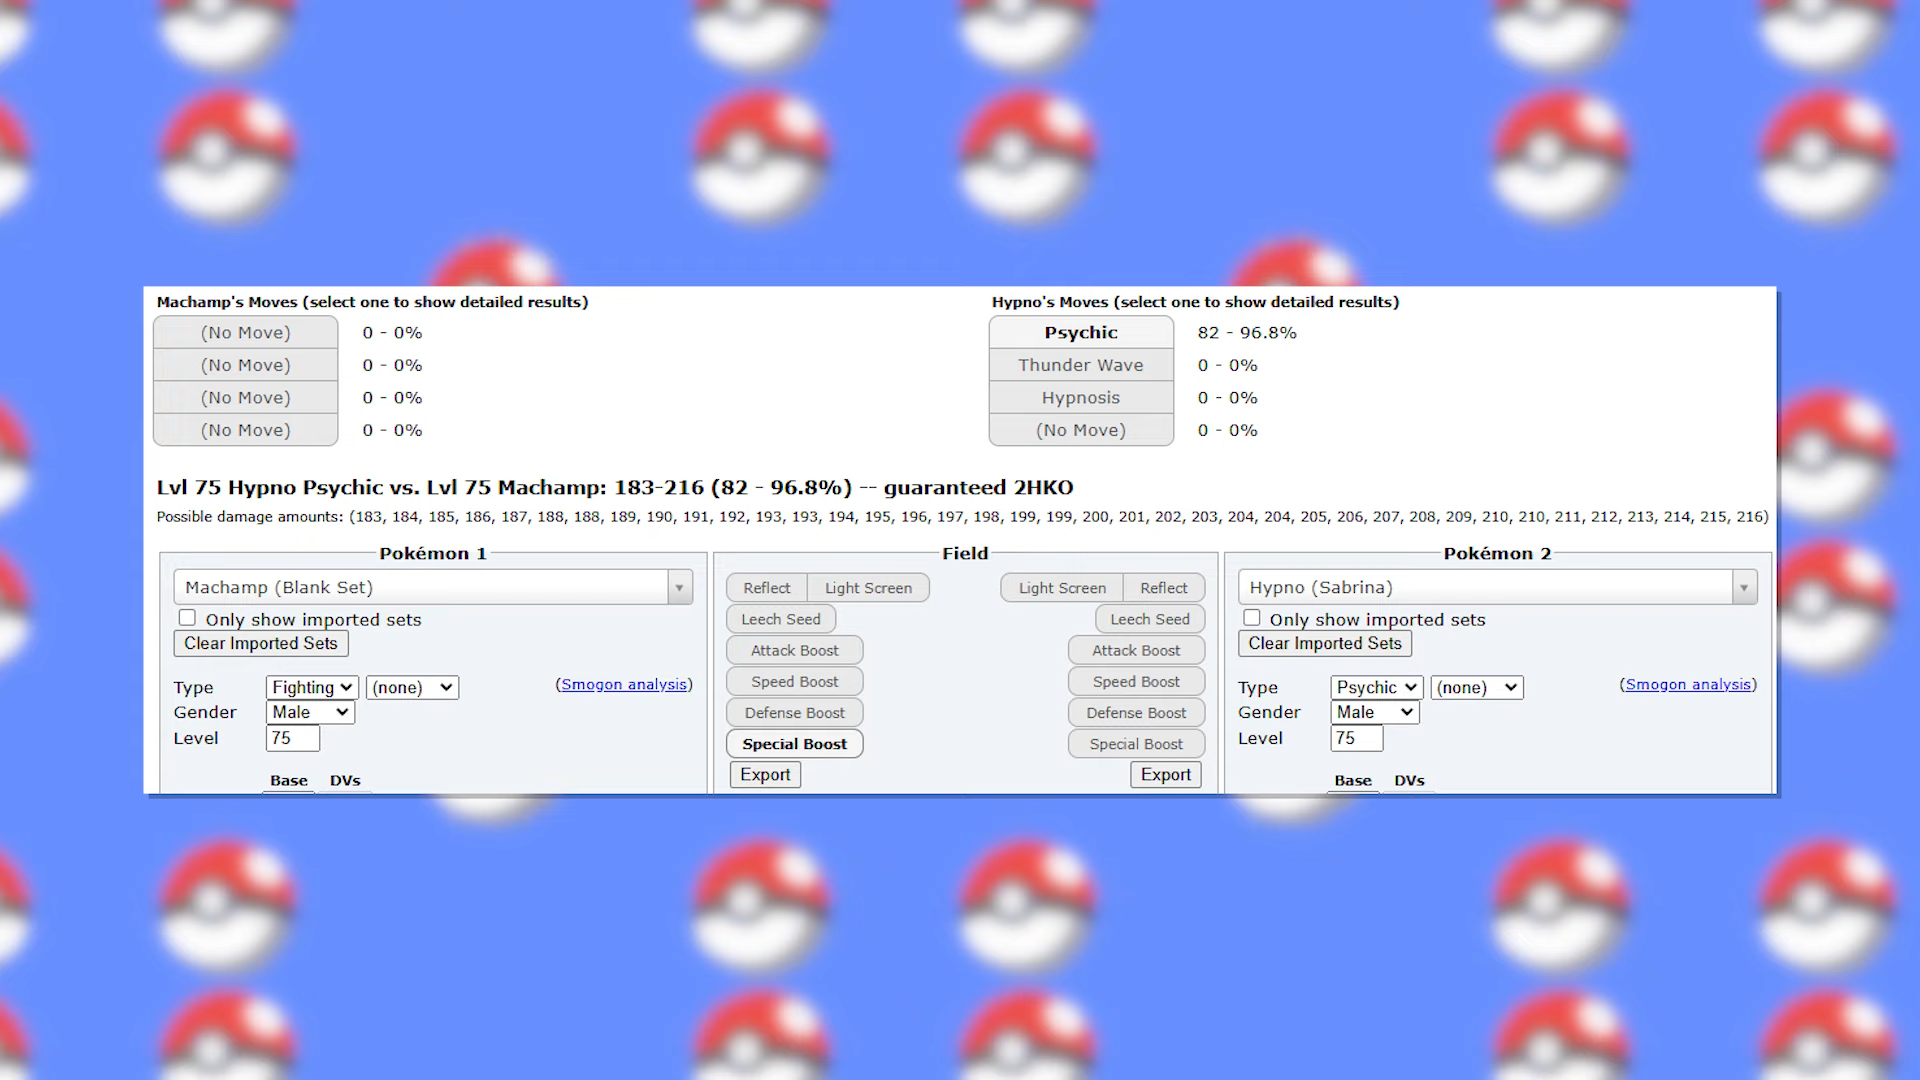 Machamp's Moves (select one to show detailed results)
(No Move) 0 - 0%
(No Move) 0 - 0%
(No Move) 0 - 0%
(No Move) 0 - 0%
Hypno's Moves (select one to show detailed results)
Psychic 82 - 96.8%
Thunder Wave 0 - 0%
Hypnosis 0 - 0%
(No Move) 0 - 0%
Lvl 75 Hypno Psychic vs. Lvl 75 Machamp: 183-216 (82 - 96.8%) -- guaranteed 2HKO
Possible damage amounts: (183, 184, 185, 186, 187, 188, 188, 189, 190, 191, 192, 193, 193, 194, 195, 196, 197, 198, 199, 199, 200, 201, 202, 203, 204, 204, 205, 206, 207, 208, 209, 210, 210, 211, 212, 213, 214, 215, 216)
Pokémon 1
Machamp (Blank Set)
Only show imported sets
Clear Imported Sets
Type Fighting (none) (Smogon analysis)
Gender Male
Level 75
Base DVs
Field
Reflect Light Screen Light Screen Reflect
Leech Seed Leech Seed
Attack Boost Attack Boost
Speed Boost Speed Boost
Defense Boost Defense Boost
Special Boost Special Boost
Export Export
Pokémon 2
Hypno (Sabrina)
Only show imported sets
Clear Imported Sets
Type Psychic (none) (Smogon analysis)
Gender Male
Level 75
Base DVs